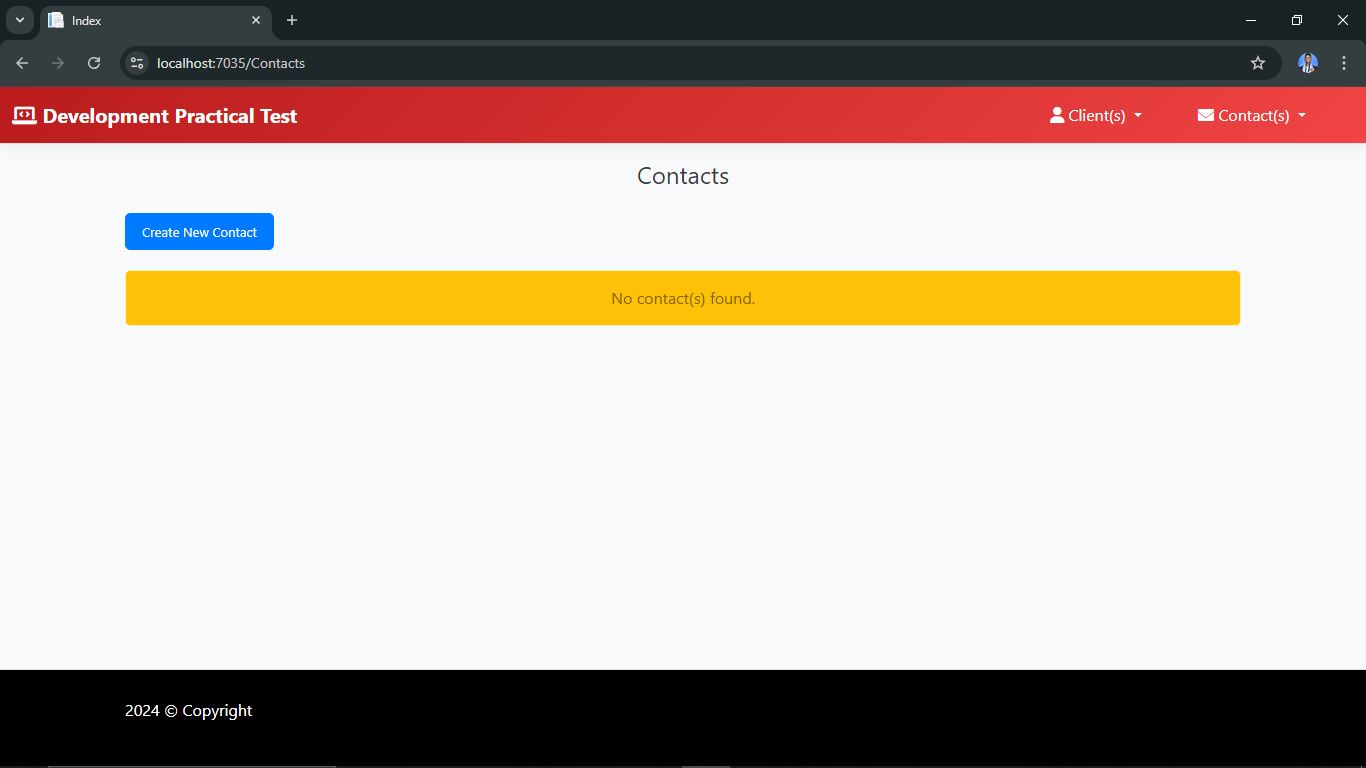 Index
localhost:7035/Contacts
Development Practical Test
Client(s)
Contact(s)
Contacts
Create New Contact
No contact(s) found.
2024 © Copyright